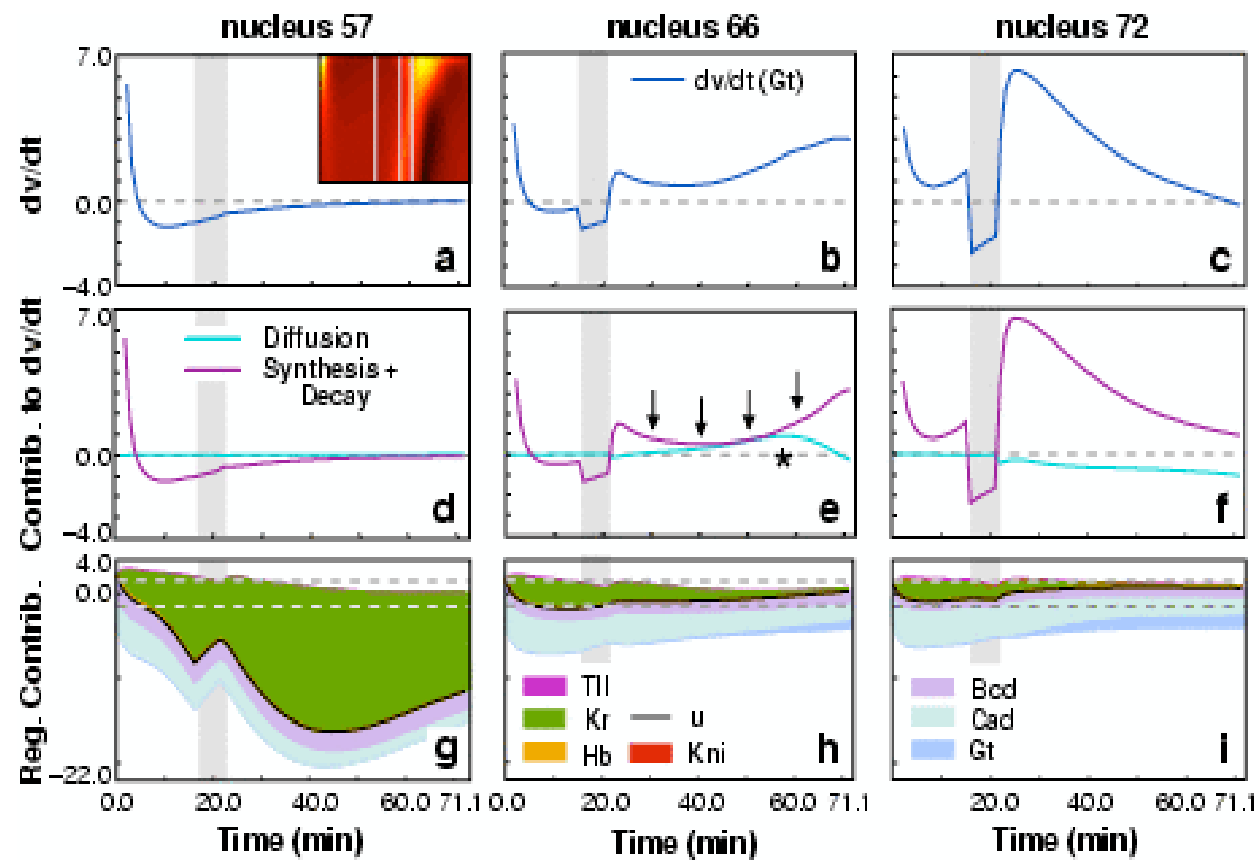 nucleus 57 nucleus 66 nucleus 72
7.0
dv/dt (Gt)
dv/dt
0.0
a b c
−4.0
7.0
Diffusion
Synthesis +
Decay
Contrib. to dv/dt
0.0
*
d e f
−4.0
4.0
0.0
Reg. Contrib.
Tll Bcd
Kr u Cad
Hb Kni Gt
g h i
−22.0
0.0 20.0 40.0 60.0 71.1 0.0 20.0 40.0 60.0 71.1 20.0 40.0 60.0 71.1
Time (min) Time (min) Time (min)